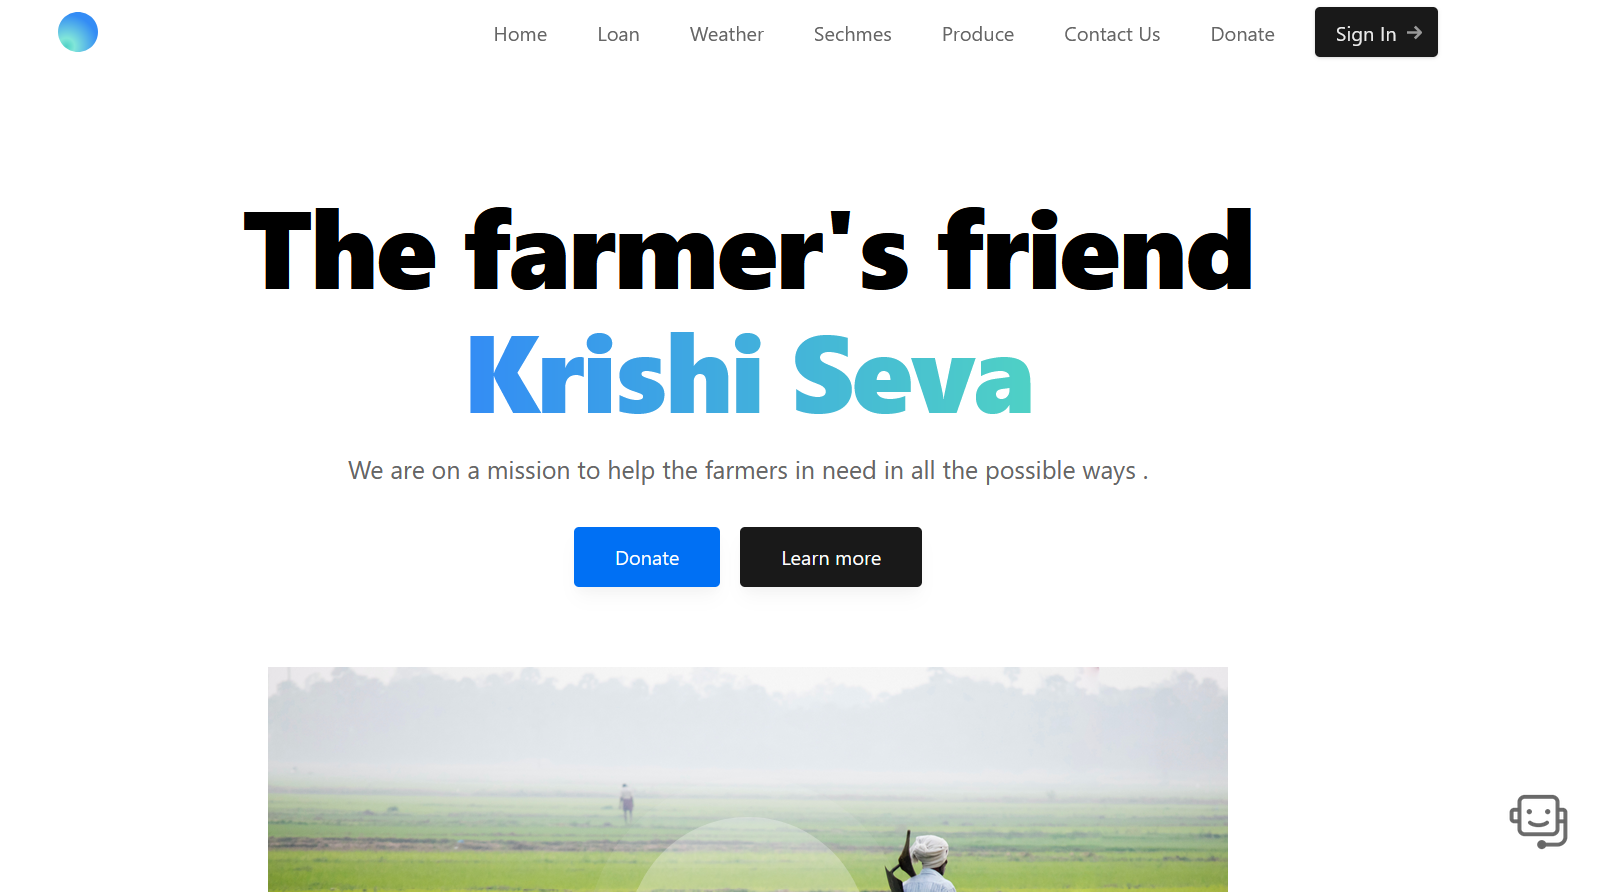 Home Loan Weather Sechmes Produce Contact Us Donate Sign In
The farmer's friend
Krishi Seva
We are on a mission to help the farmers in need in all the possible ways .
Donate Learn more